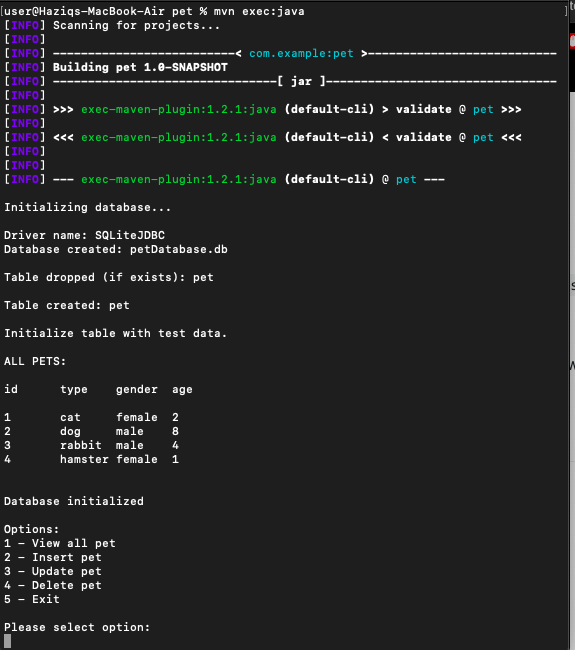 [user@Haziqs-MacBook-Air pet % mvn exec:java
[INFO] Scanning for projects...
[INFO]
[INFO] --------------------------< com.example:pet >---------------------------
[INFO] Building pet 1.0-SNAPSHOT
[INFO] --------------------------------[ jar ]---------------------------------
[INFO]
[INFO] >>> exec-maven-plugin:1.2.1:java (default-cli) > validate @ pet >>>
[INFO]
[INFO] <<< exec-maven-plugin:1.2.1:java (default-cli) < validate @ pet <<<
[INFO]
[INFO]
[INFO] --- exec-maven-plugin:1.2.1:java (default-cli) @ pet ---
Initializing database...
Driver name: SQLiteJDBC
Database created: petDatabase.db
Table dropped (if exists): pet
Table created: pet
Initialize table with test data.
ALL PETS:
id      type    gender  age
1       cat     female  2
2       dog     male    8
3       rabbit  male    4
4       hamster female  1
Database initialized
Options:
1 - View all pet
2 - Insert pet
3 - Update pet
4 - Delete pet
5 - Exit
Please select option: